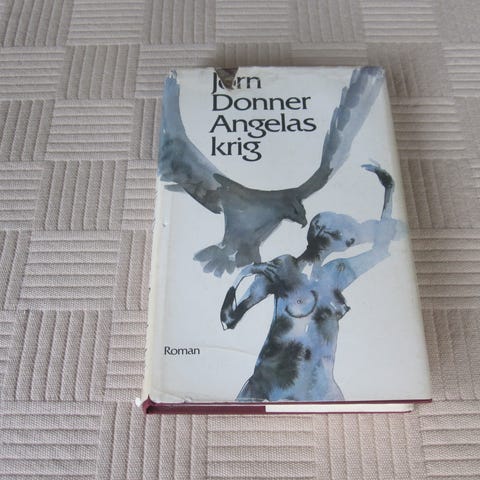 Jörn
Donner
Angelas
krig
Roman